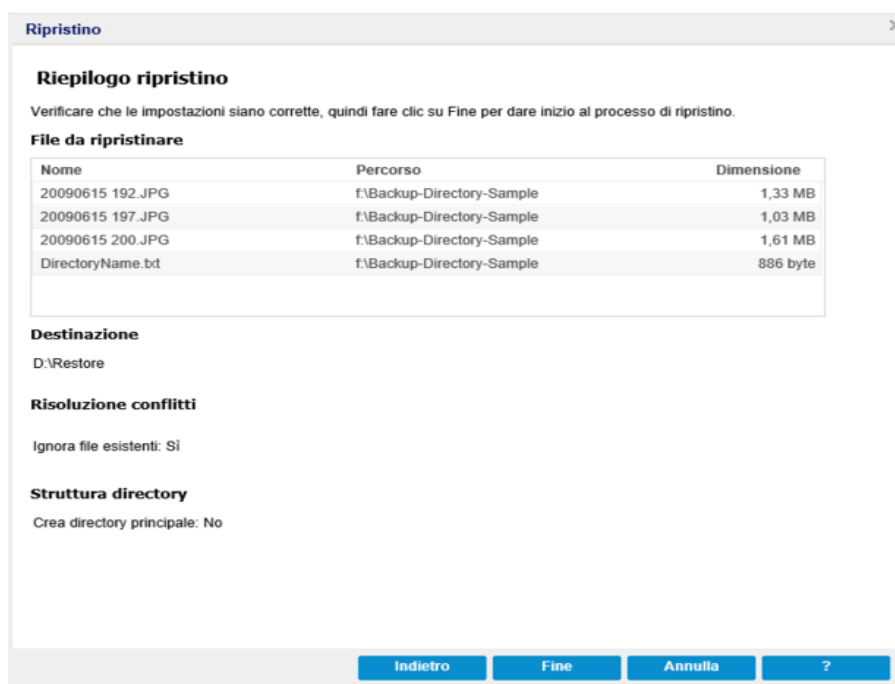 Ripristino
Riepilogo ripristino
Verificare che le impostazioni siano corrette, quindi fare clic su Fine per dare inizio al processo di ripristino.
File da ripristinare
Nome Percorso Dimensione
20090615 192.JPG f:\Backup-Directory-Sample 1,33 MB
20090615 197.JPG f:\Backup-Directory-Sample 1,03 MB
20090615 200.JPG f:\Backup-Directory-Sample 1,61 MB
DirectoryName.txt f:\Backup-Directory-Sample 886 byte
Destinazione
D:\Restore
Risoluzione conflitti
Ignora file esistenti: Sì
Struttura directory
Crea directory principale: No
Indietro Fine Annulla ?